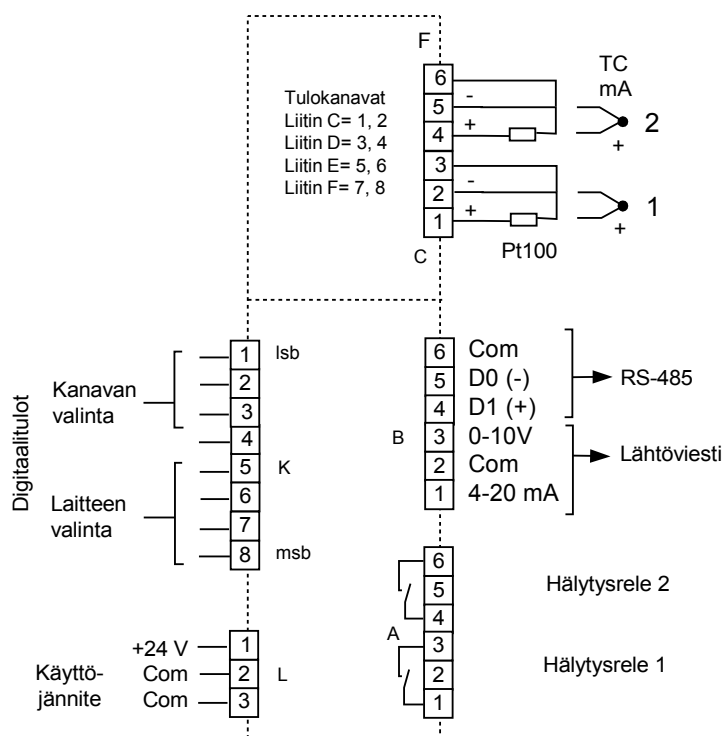 F
TC
mA
Tulokanavat
Liitin C= 1, 2
Liitin D= 3, 4
Liitin E= 5, 6
Liitin F= 7, 8
6
5 -
4 +
3
2 -
1 +
2
+
1
+
Pt100
C
Digitaalitulot
Kanavan
valinta
Laitteen
valinta
1 lsb
2
3
4
5 K
6
7
8 msb
B
6 Com
5 D0 (-)
4 D1 (+)
3 0-10V
2 Com
1 4-20 mA
RS-485
Lähtöviesti
A
6
5
4
3
2
1
Hälytysrele 2
Hälytysrele 1
Käyttö-
jännite
+24 V 1
Com 2 L
Com 3